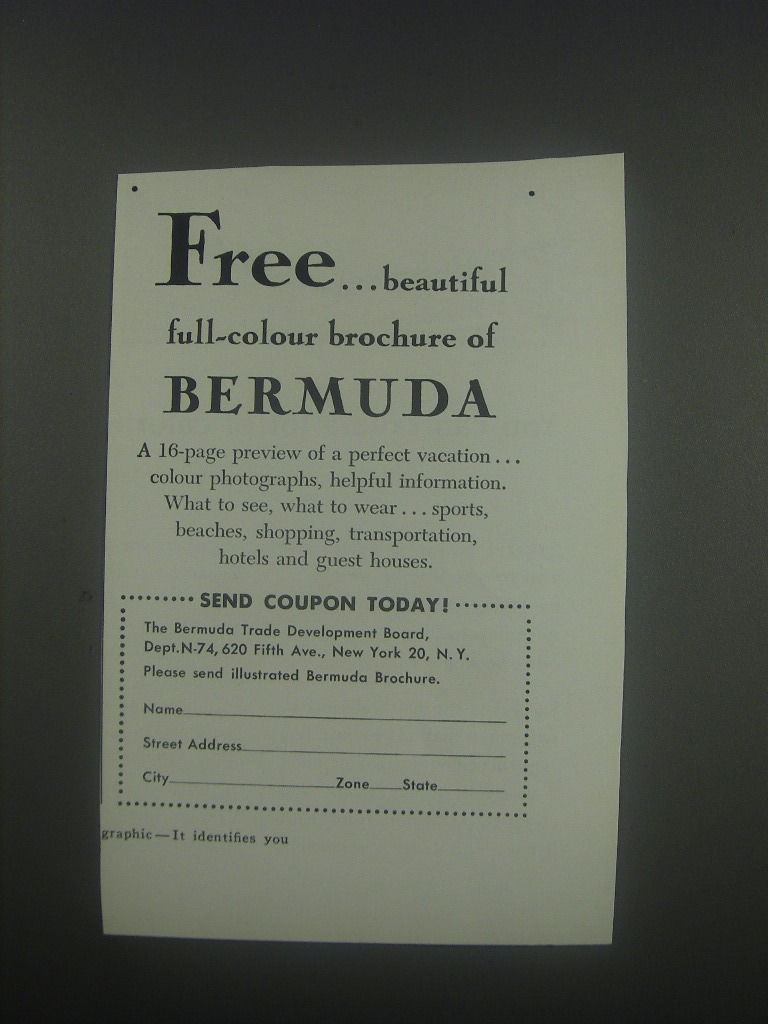 Free...beautiful
full-colour brochure of
BERMUDA
A 16-page preview of a perfect vacation...
colour photographs, helpful information.
What to see, what to wear...sports,
beaches, shopping, transportation,
hotels and guest houses.
SEND COUPON TODAY!
The Bermuda Trade Development Board,
Dept.N-74, 620 Fifth Ave., New York 20, N.Y.
Please send illustrated Bermuda Brochure.
Name
Street Address
City Zone State
graphic—It identifies you